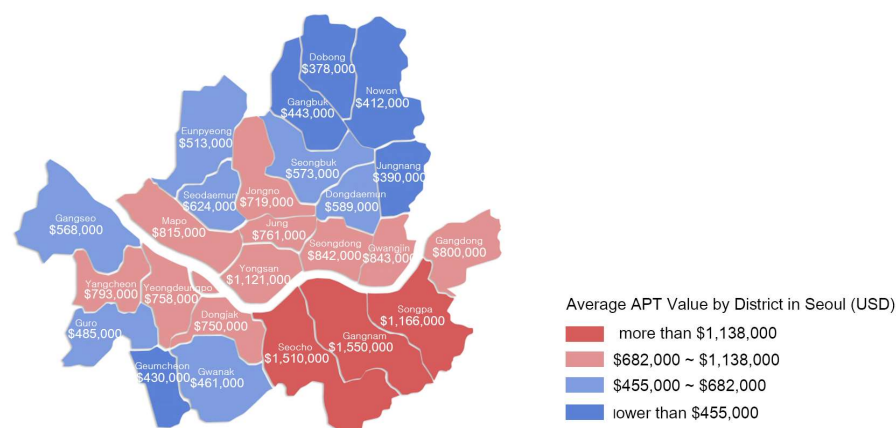 Dobong
$378,000
Nowon
$412,000
Gangbuk
$443,000
Eunpyeong
$513,000
Seongbuk
$573,000
Jungnang
$390,000
Seodaemun
$624,000
Jongno
$719,000
Dongdaemun
$589,000
Gangseo
$568,000
Mapo
$815,000
Jung
$761,000
Seongdong
$842,000
Gwangjin
$843,000
Gangdong
$800,000
Yongsan
$1,121,000
Yangcheon
$793,000
Yeongdeungpo
$758,000
Dongjak
$750,000
Songpa
$1,166,000
Guro
$485,000
Seocho
$1,510,000
Gangnam
$1,550,000
Geumcheon
$430,000
Gwanak
$461,000
Average APT Value by District in Seoul (USD)
more than $1,138,000
$682,000 ~ $1,138,000
$455,000 ~ $682,000
lower than $455,000